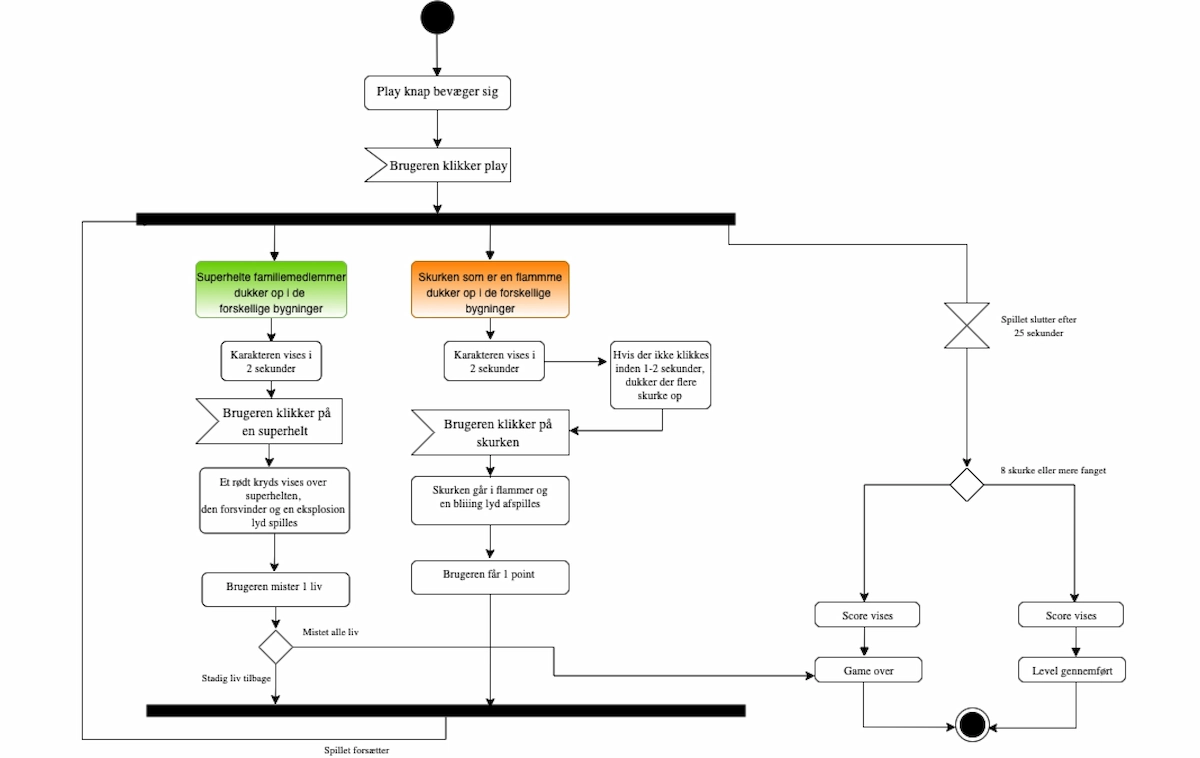 Play knap bevæger sig
Brugeren klikker play
Superhelte familiemedlemmer
dukker op i de
forskellige bygninger
Skurken som er en flammme
dukker op i de forskellige
bygninger
Spillet slutter efter
25 sekunder
Karakteren vises i
2 sekunder
Karakteren vises i
2 sekunder
Hvis der ikke klikkes
inden 1-2 sekunder,
dukker der flere
skurke op
Brugeren klikker på
en superhelt
Brugeren klikker på
skurken
Et rødt kryds vises over
superhelten,
den forsvinder og en eksplosion
lyd spilles
Skurken går i flammer og
en bliiing lyd afspilles
8 skurke eller mere fanget
Brugeren mister 1 liv
Brugeren får 1 point
Score vises
Score vises
Mistet alle liv
Stadig liv tilbage
Game over
Level gennemført
Spillet forsætter